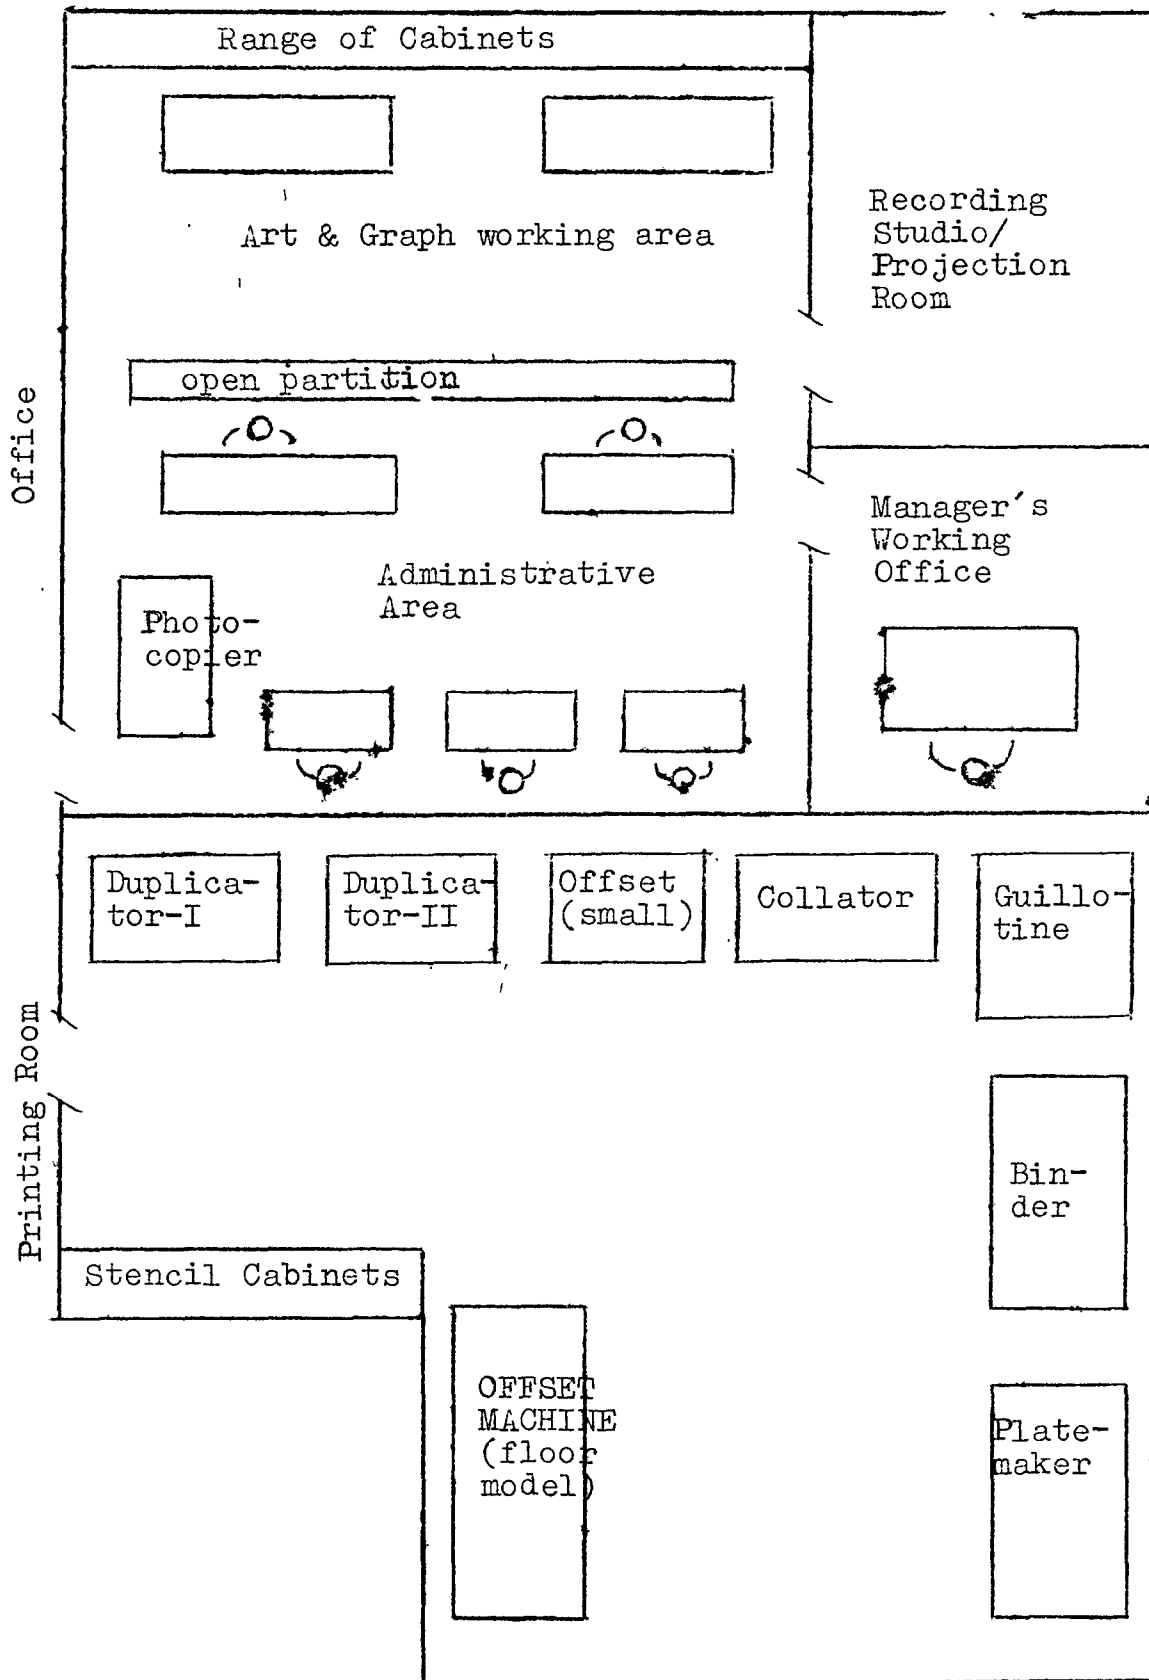 Range of Cabinets
Art & Graph working area
Recording
Studio/
Projection
Room
Office
open partition
Manager's
Working
Office
Administrative
Area
Photo-
copier
Duplica-
tor-I
Duplica-
tor-II
Offset
(small)
Collator
Guillo-
tine
Printing Room
Bin-
der
Stencil Cabinets
OFFSET
MACHINE
(floor
model)
Plate-
maker